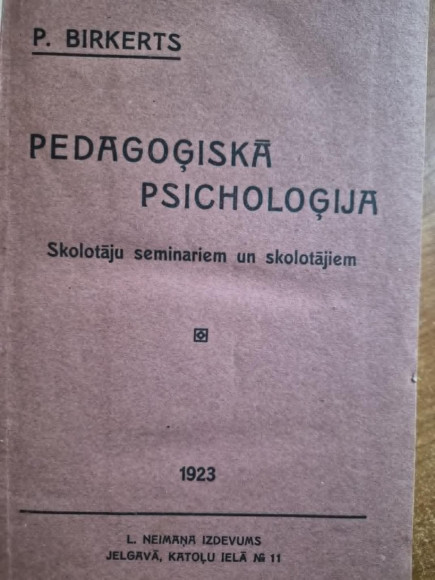 P. BIRKERTS
PEDAGOĢISKĀ
PSICHOLOĢIJA
Skolotāju seminariem un skolotājiem
1923
L. NEIMAŅA IZDEVUMS
JELGAVĀ, KATOĻU IELĀ № 11